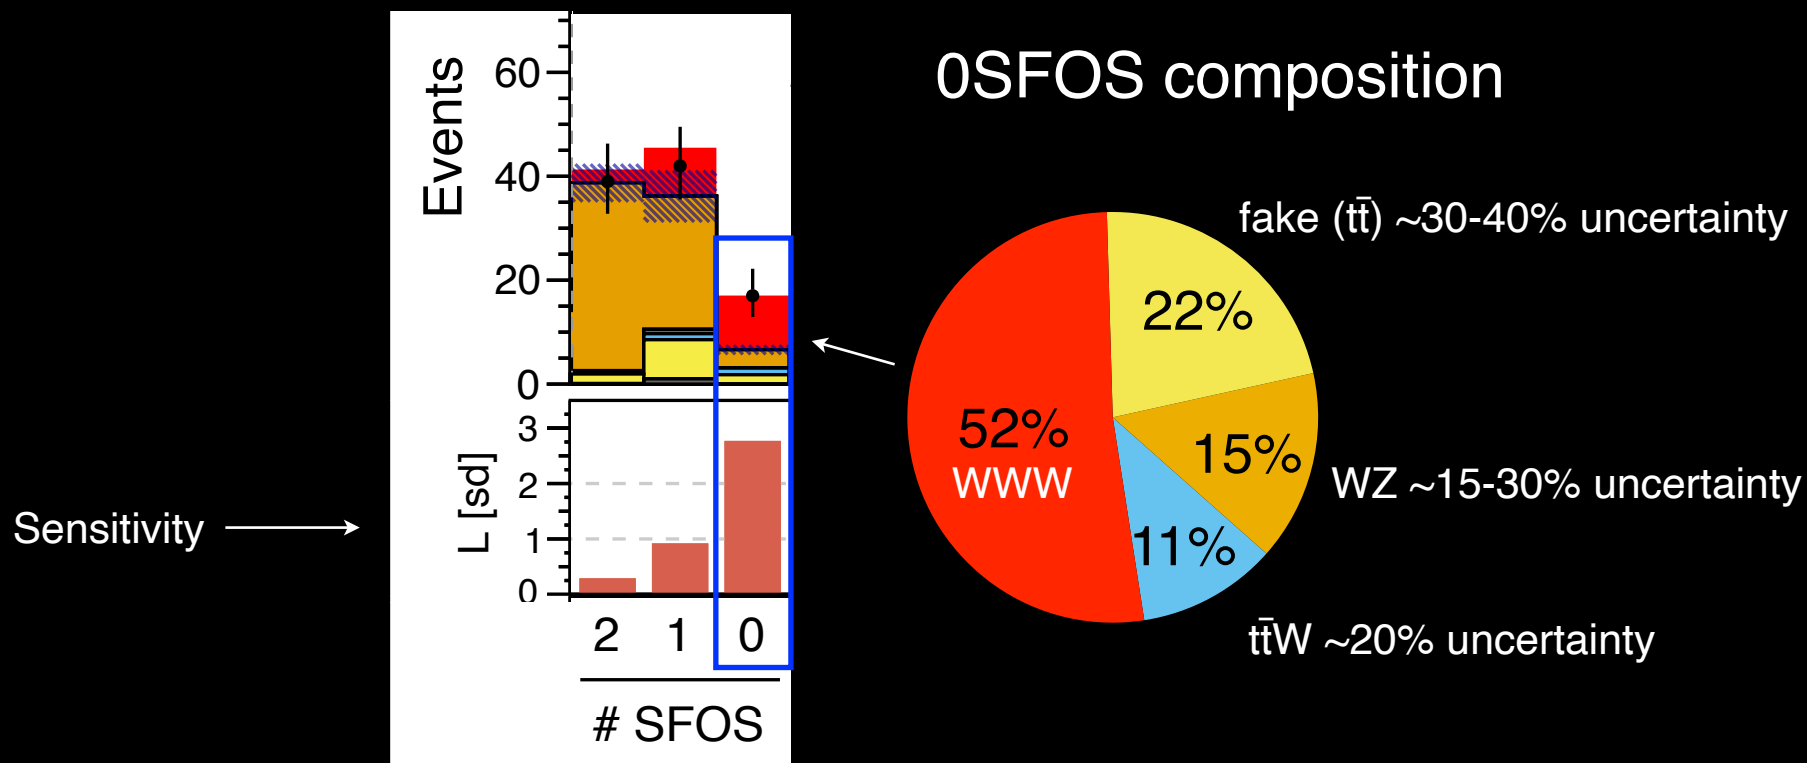 0SFOS composition
Events
60
40
20
0
L [sd]
3
2
1
0
2 1 0
# SFOS
Sensitivity
fake (tt̄) ~30-40% uncertainty
22%
15%
WZ ~15-30% uncertainty
11%
tt̄W ~20% uncertainty
52%
WWW